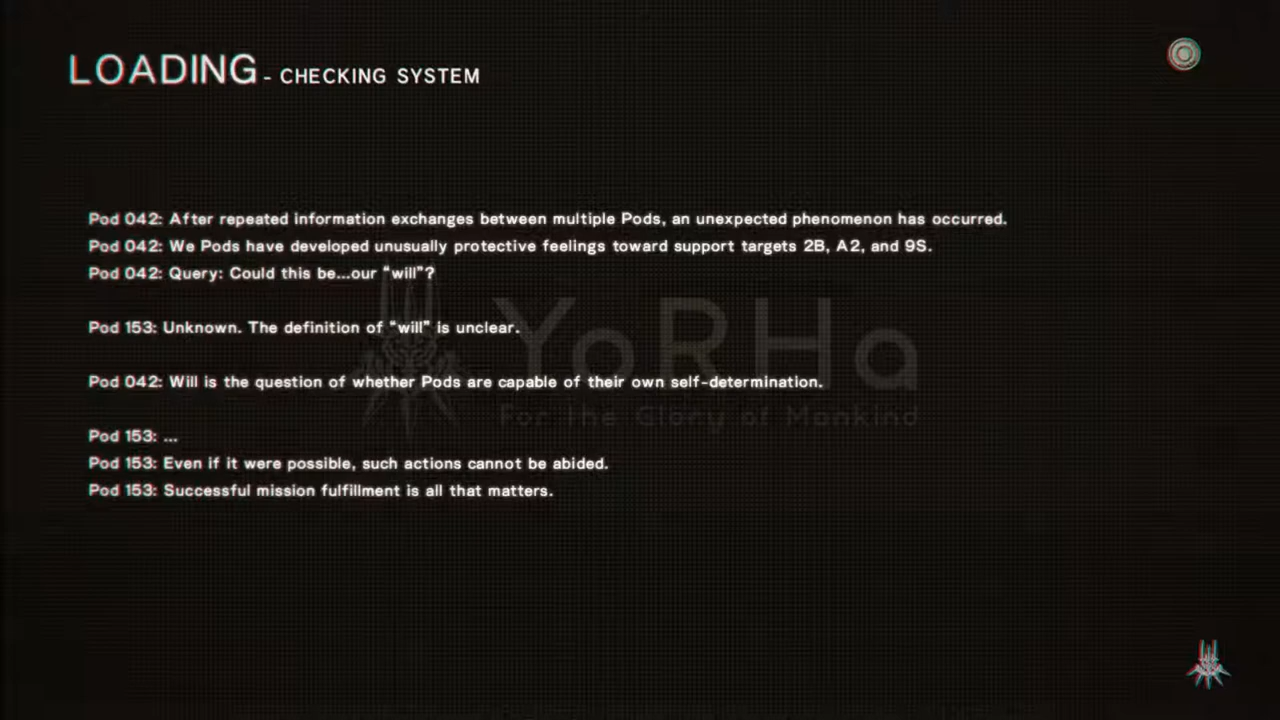 LOADING - CHECKING SYSTEM
Pod 042: After repeated information exchanges between multiple Pods, an unexpected phenomenon has occurred.
Pod 042: We Pods have developed unusually protective feelings toward support targets 2B, A2, and 9S.
Pod 042: Query: Could this be...our “will”?
Pod 153: Unknown. The definition of “will” is unclear.
YoRHa
Pod 042: Will is the question of whether Pods are capable of their own self-determination.
For the Glory of Mankind
Pod 153: ...
Pod 153: Even if it were possible, such actions cannot be abided.
Pod 153: Successful mission fulfillment is all that matters.